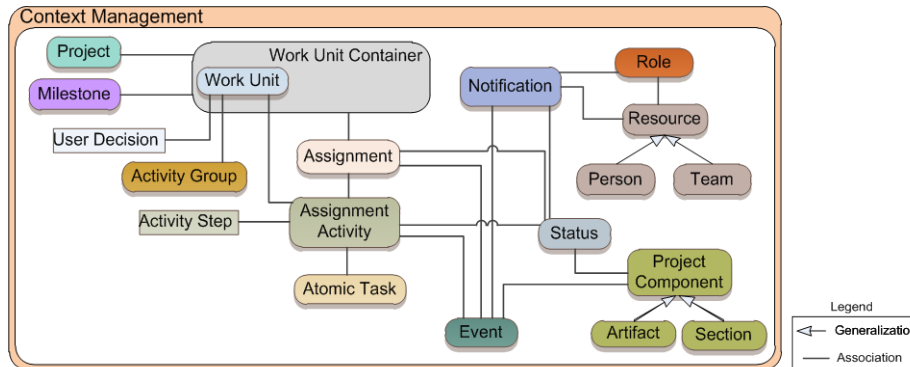 Context Management
Project
Work Unit Container
Work Unit
Milestone
User Decision
Activity Group
Assignment
Activity Step
Assignment
Activity
Atomic Task
Notification
Role
Resource
Person
Team
Status
Project
Component
Event
Artifact
Section
Legend
Generalizatio
Association